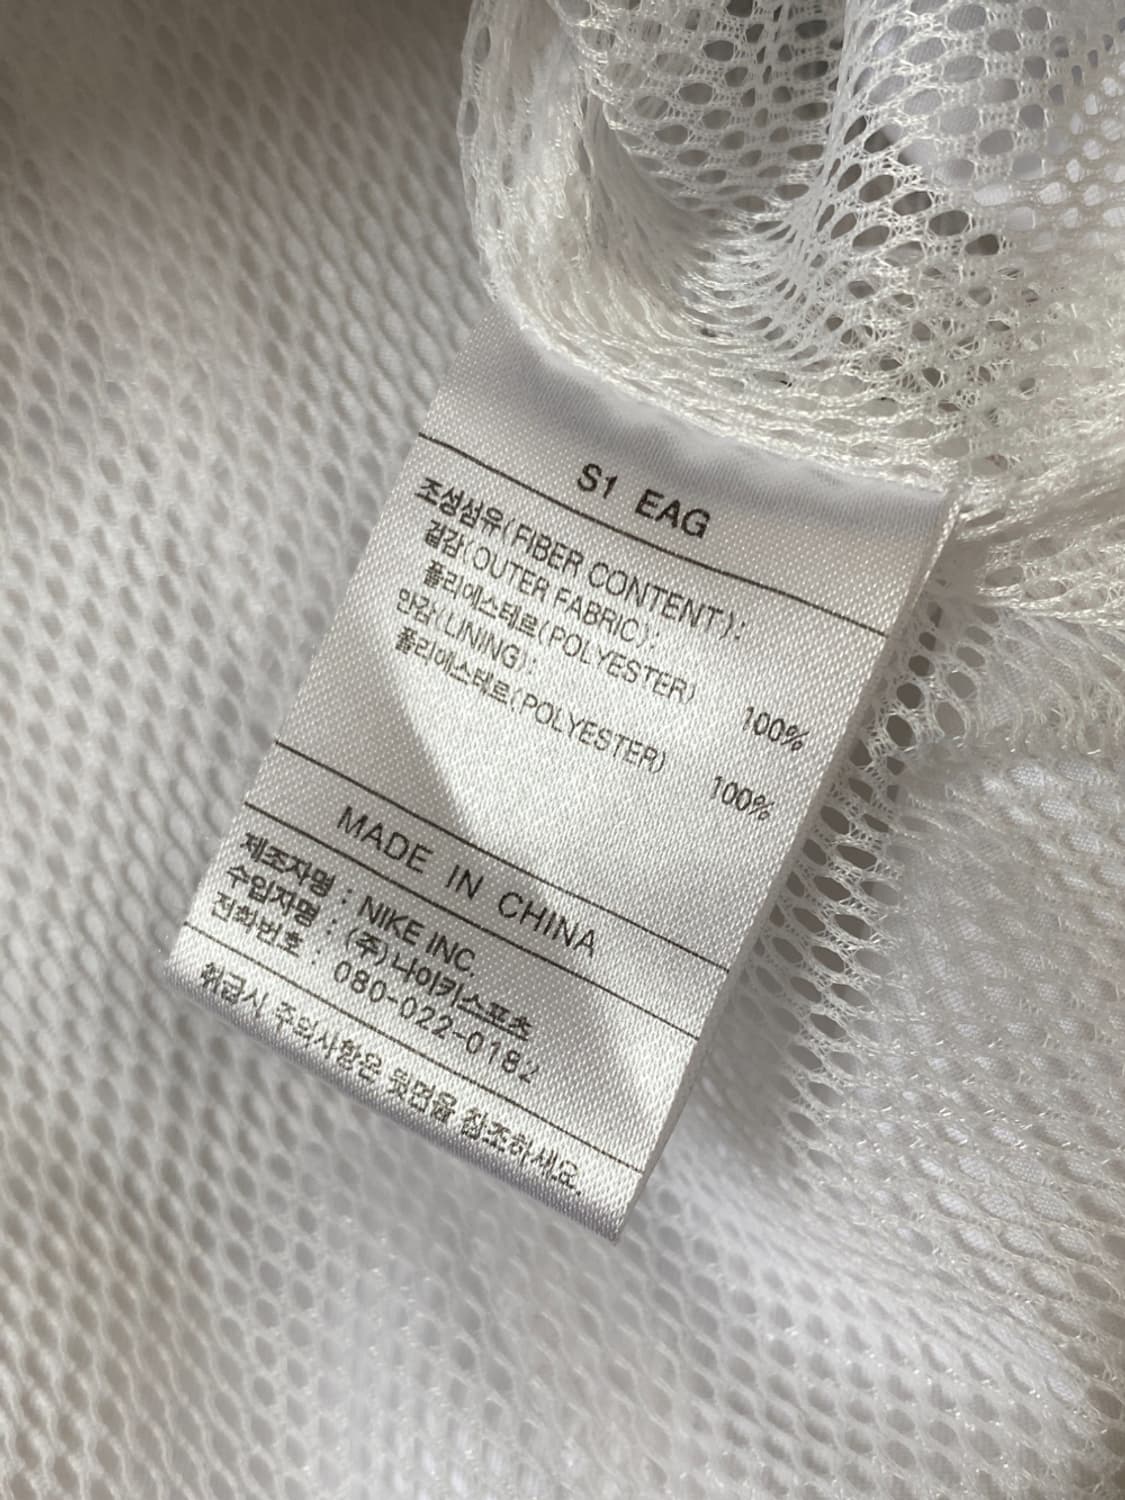 S1 EAG
조성섬유(FIBER CONTENT):
겉감(OUTER FABRIC):
폴리에스테르(POLYESTER) 100%
안감(LINING):
폴리에스테르(POLYESTER) 100%
MADE IN CHINA
제조자명 : NIKE INC.
수입자명 : (주)나이키스포츠
전화번호 : 080-022-0182
취급시 주의사항은 뒷면을 참조하세요.